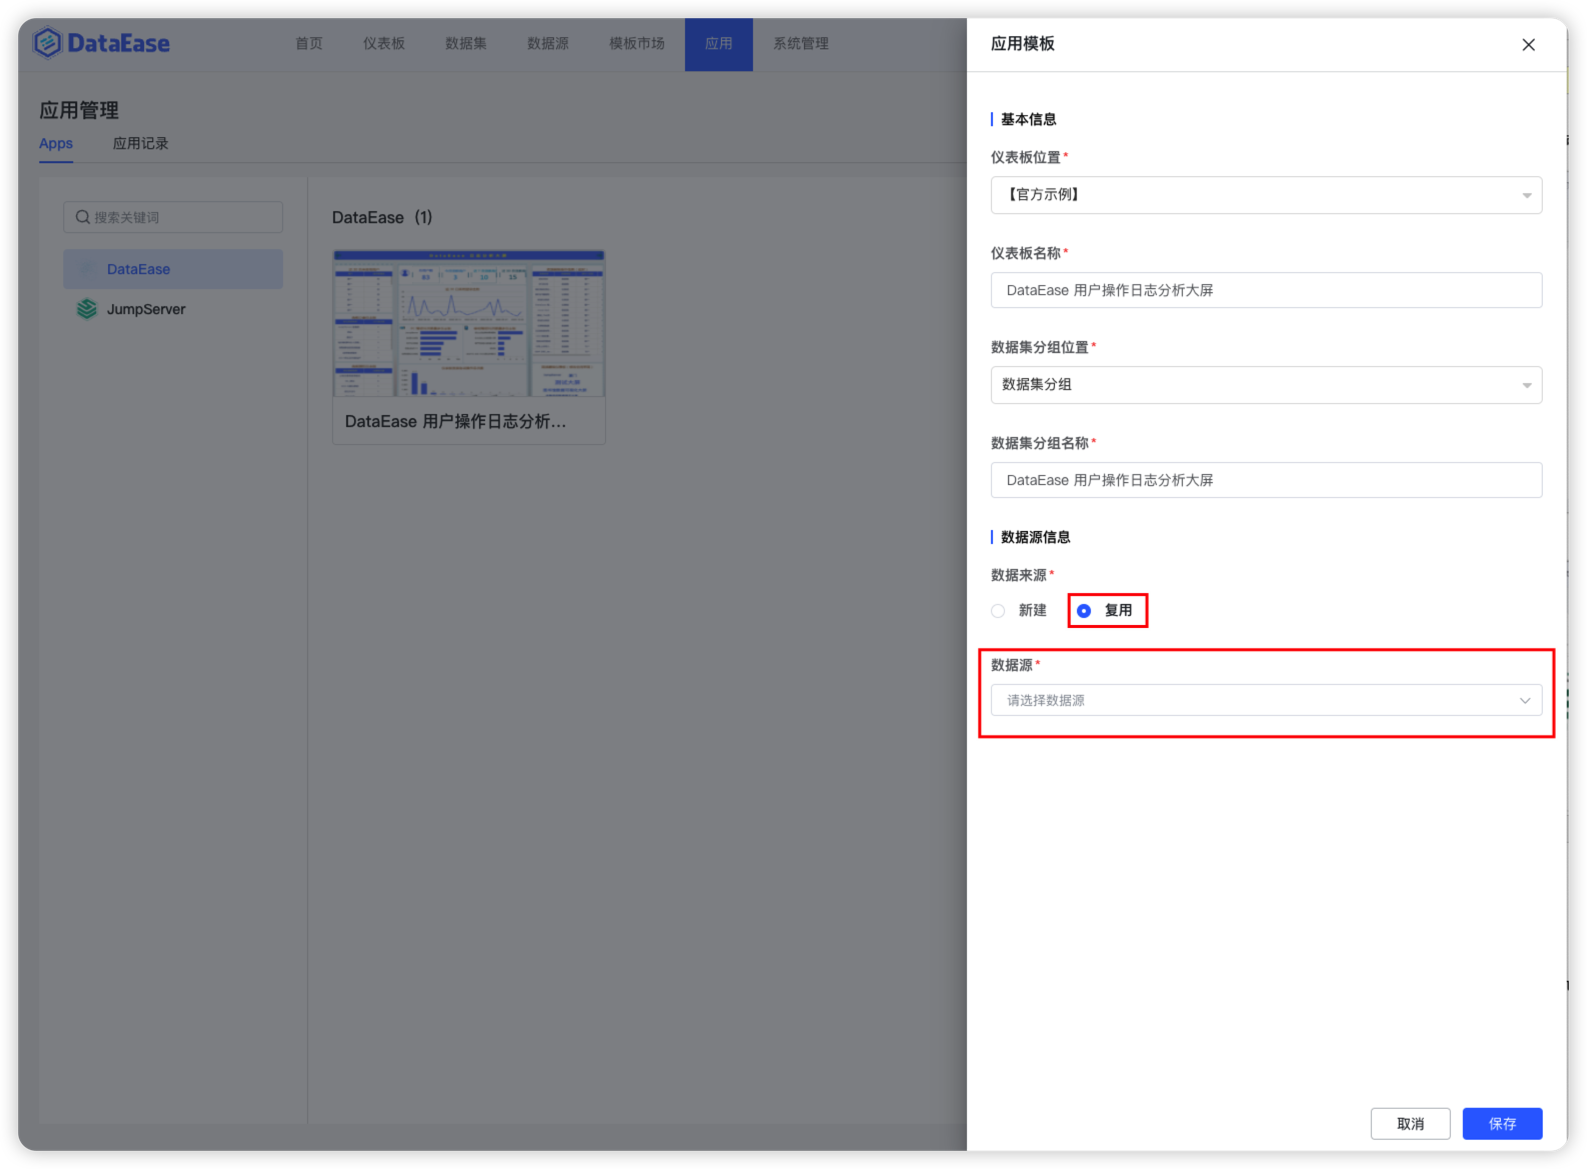 DataEase
首页 仪表板 数据集 数据源 模板市场 应用 系统管理
应用管理
Apps 应用记录
搜索关键词
DataEase
JumpServer
DataEase (1)
DataEase 用户操作日志分析...
应用模板
基本信息
仪表板位置*
【官方示例】
仪表板名称*
DataEase 用户操作日志分析大屏
数据集分组位置*
数据集分组
数据集分组名称*
DataEase 用户操作日志分析大屏
数据源信息
数据来源*
新建 复用
数据源*
请选择数据源
取消 保存